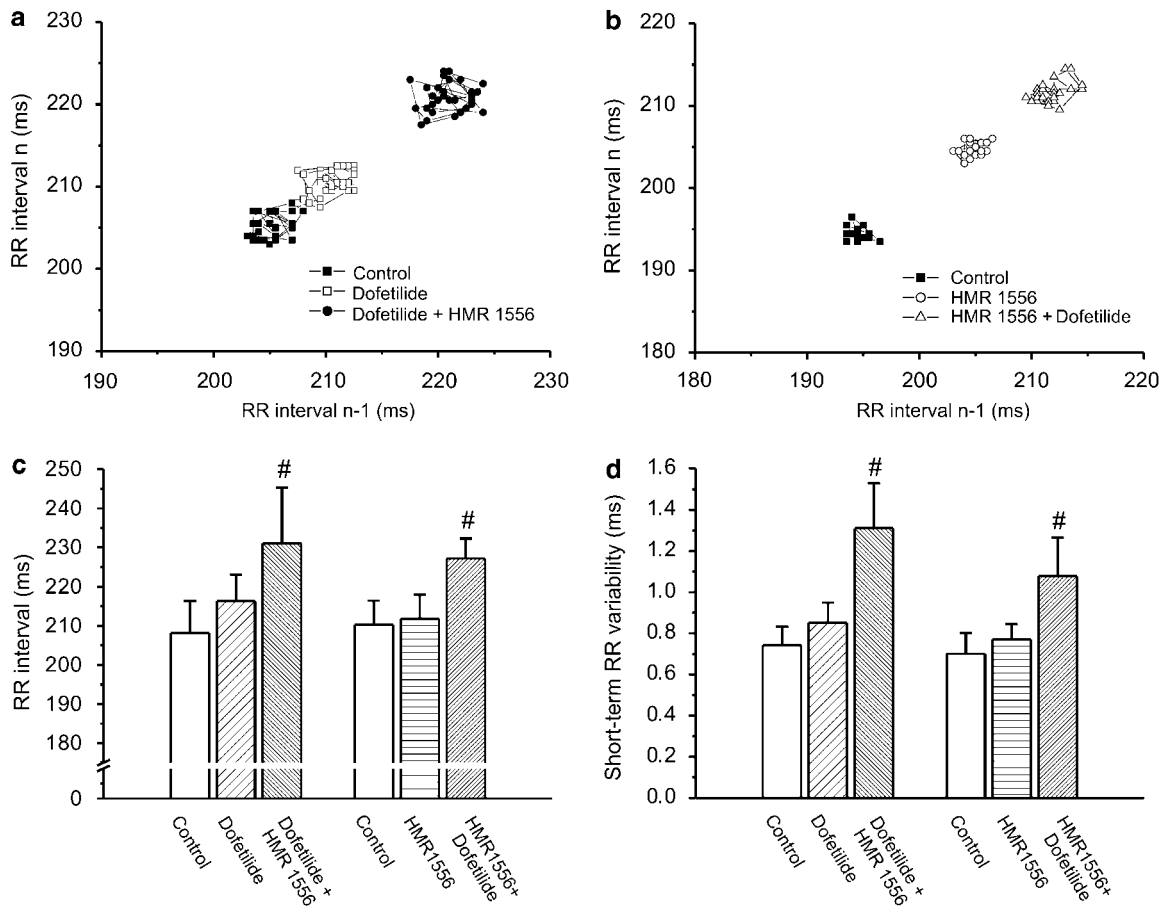 a
230
220
210
200
190
RR interval n (ms)
Control
Dofetilide
Dofetilide + HMR 1556
190 200 210 220 230
RR interval n-1 (ms)
b
220
210
200
190
180
RR interval n (ms)
Control
HMR 1556
HMR 1556 + Dofetilide
180 190 200 210 220
RR interval n-1 (ms)
c
250
240
230
220
210
200
190
180
0
RR interval (ms)
#
#
Control
Dofetilide
Dofetilide +
HMR 1556
Control
HMR1556
HMR1556+
Dofetilide
d
1.6
1.4
1.2
1.0
0.8
0.6
0.4
0.2
0.0
Short-term RR variability (ms)
#
#
Control
Dofetilide
Dofetilide +
HMR 1556
Control
HMR1556
HMR1556+
Dofetilide